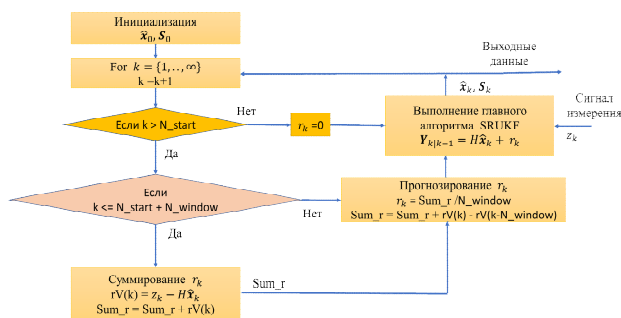 Инициализация
x̂₀, S₀
For k = {1,..,∞}
k –k+1
Выходные
данные
x̂ₖ, Sₖ
Сигнал
измерения
zₖ
Если k > N_start
Нет
rₖ =0
Выполнение главного
алгоритма SRUKF
Yₖ|ₖ₋₁ = Hx̂ₖ + rₖ
Да
Если
k <= N_start + N_window
Нет
Прогнозирование rₖ
rₖ = Sum_r /N_window
Sum_r = Sum_r + rV(k) - rV(k-N_window)
Да
Суммирование rₖ
rV(k) = zₖ − Hx̂ₖ
Sum_r = Sum_r + rV(k)
Sum_r